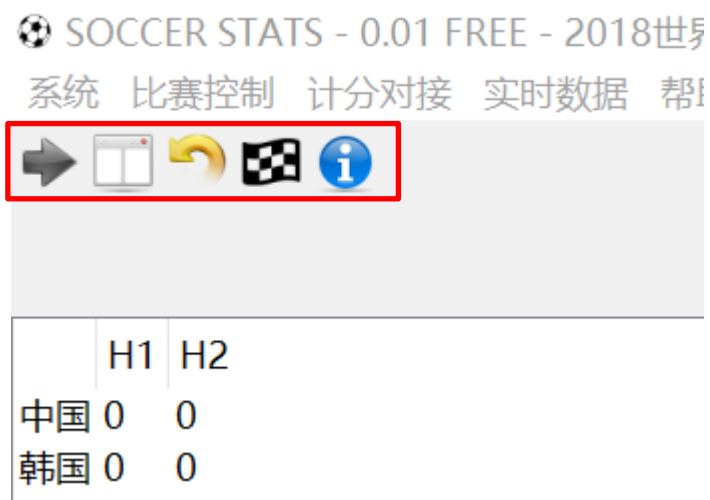 SOCCER STATS - 0.01 FREE - 2018世
系统 比赛控制 计分对接 实时数据 帮
H1 H2
中国 0 0
韩国 0 0